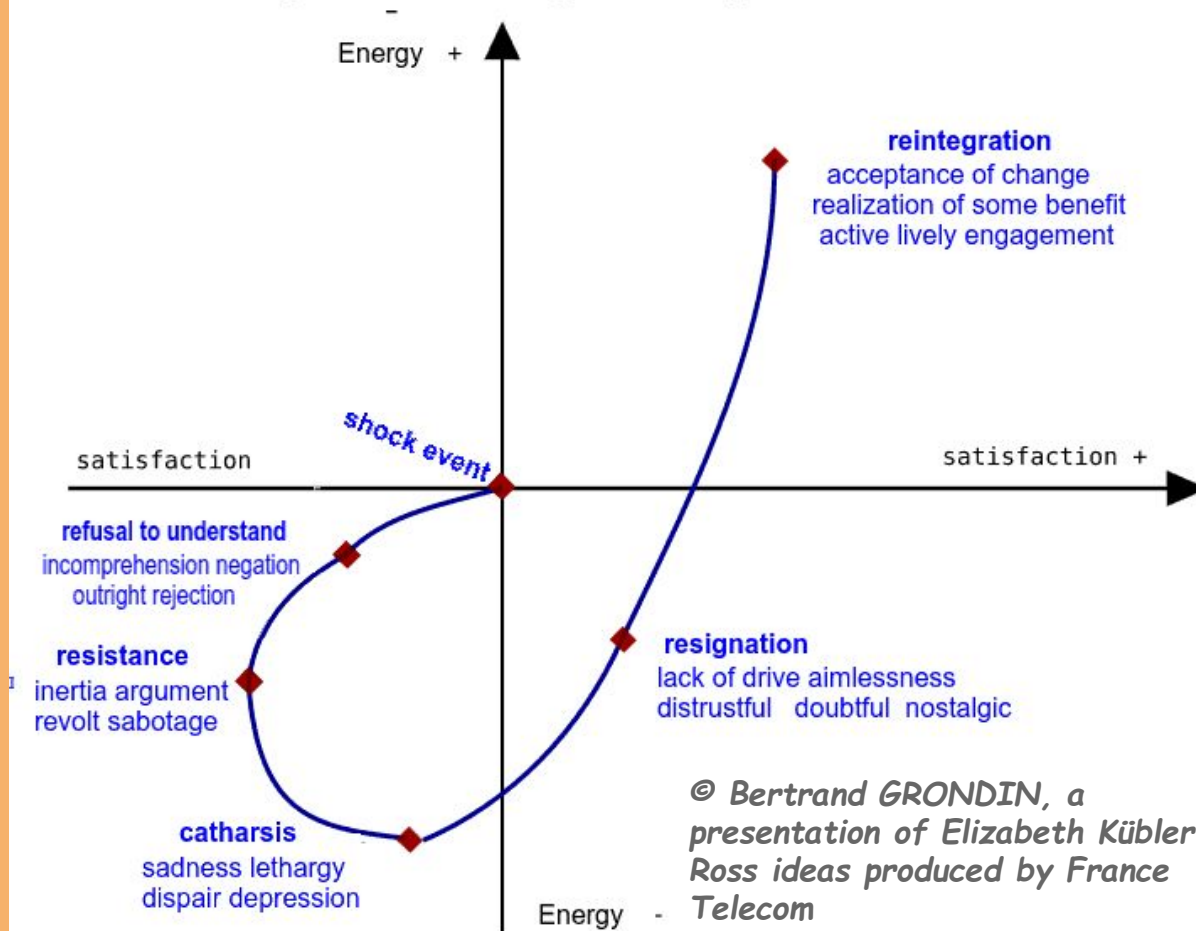 Energy +
reintegration
acceptance of change
realization of some benefit
active lively engagement
shock event
satisfaction
satisfaction +
refusal to understand
incomprehension negation
outright rejection
resistance
inertia argument
revolt sabotage
resignation
lack of drive aimlessness
distrustful doubtful nostalgic
catharsis
sadness lethargy
dispair depression
Energy -
© Bertrand GRONDIN, a
presentation of Elizabeth Kübler
Ross ideas produced by France
Telecom